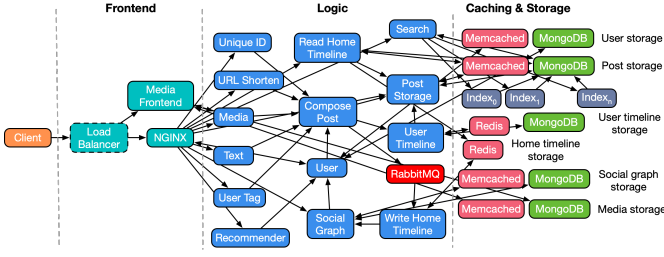 Frontend
Logic
Caching & Storage
Client
Load
Balancer
Media
Frontend
NGINX
Unique ID
URL Shorten
Media
Text
User Tag
Recommender
Read Home
Timeline
Compose
Post
User
Social
Graph
Search
Post
Storage
User
Timeline
RabbitMQ
Write Home
Timeline
Memcached
MongoDB
User storage
Memcached
MongoDB
Post storage
Index0
Index1
Indexn
Redis
MongoDB
User timeline
storage
Redis
Home timeline
storage
Memcached
MongoDB
Social graph
storage
Memcached
MongoDB
Media storage